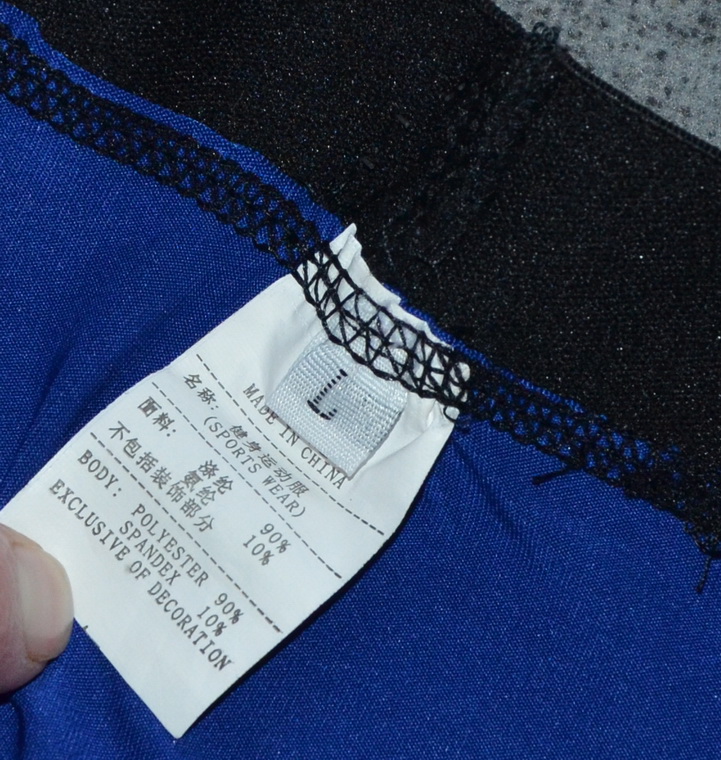 L
MADE IN CHINA
名称: 健身运动服
(SPORTS WEAR)
面料: 涤纶 90%
氨纶 10%
不包括装饰部分
BODY: POLYESTER 90%
SPANDEX 10%
EXCLUSIVE OF DECORATION